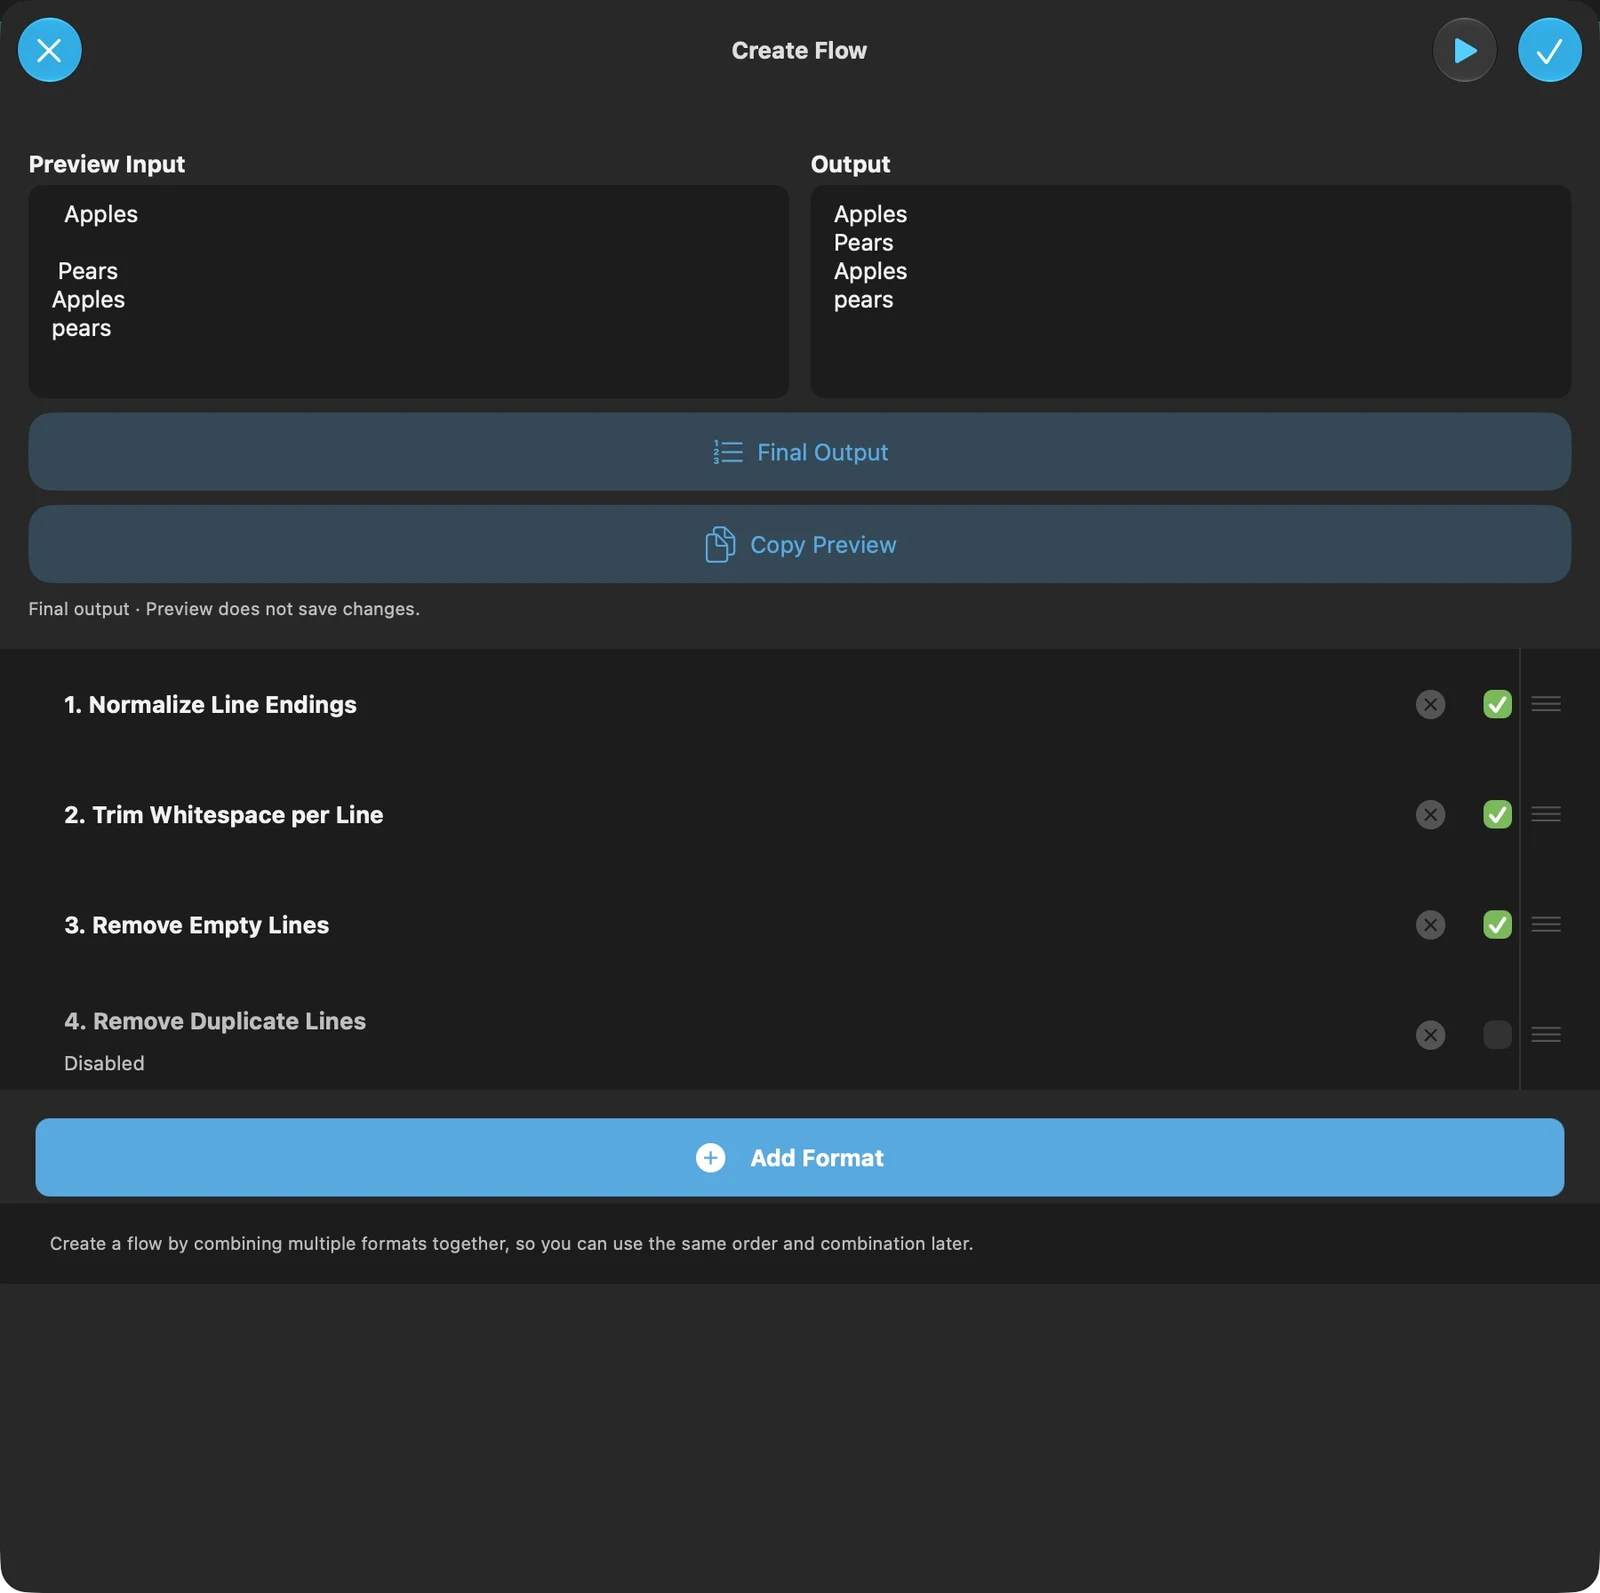 Create Flow
Preview Input
Apples
Pears
Apples
pears
Output
Apples
Pears
Apples
pears
Final Output
Copy Preview
Final output · Preview does not save changes.
1. Normalize Line Endings
2. Trim Whitespace per Line
3. Remove Empty Lines
4. Remove Duplicate Lines
Disabled
Add Format
Create a flow by combining multiple formats together, so you can use the same order and combination later.